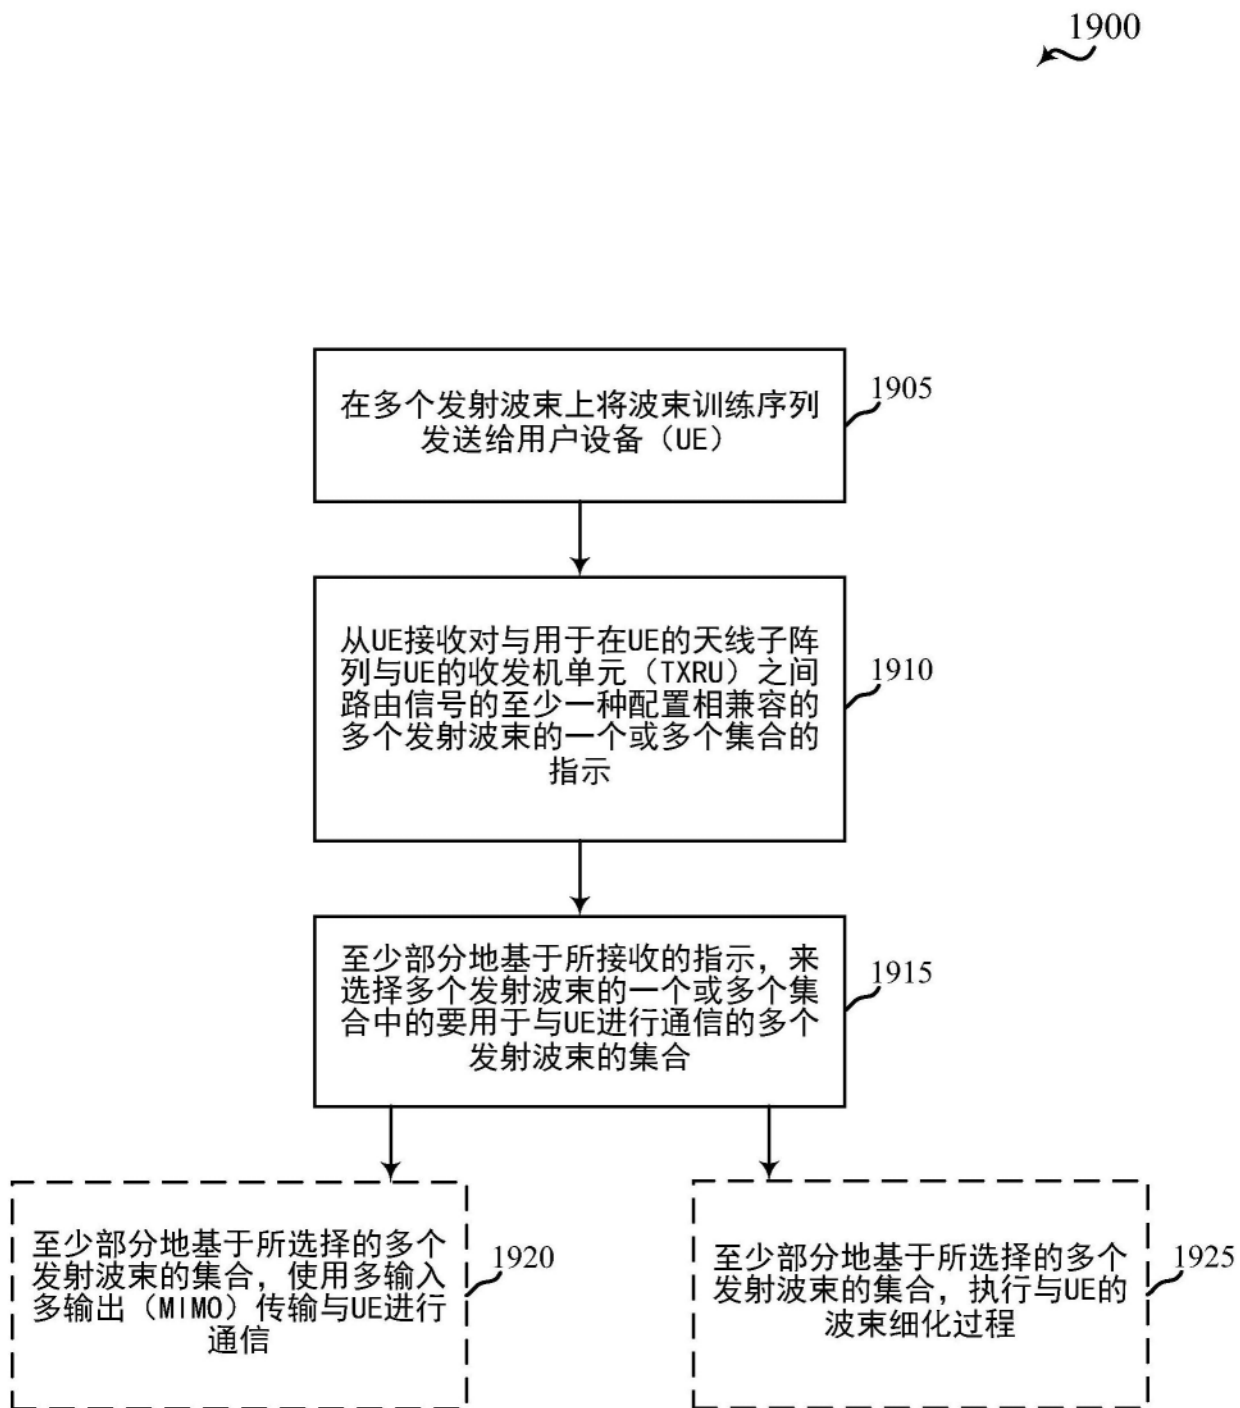 1900
在多个发射波束上将波束训练序列
发送给用户设备（UE）
1905
从UE接收对与用于在UE的天线子阵
列与UE的收发机单元（TXRU）之间
路由信号的至少一种配置相兼容的
多个发射波束的一个或多个集合的
指示
1910
至少部分地基于所接收的指示，来
选择多个发射波束的一个或多个集
合中的要用于与UE进行通信的多个
发射波束的集合
1915
至少部分地基于所选择的多个
发射波束的集合，使用多输入
多输出（MIMO）传输与UE进行
通信
1920
至少部分地基于所选择的多个
发射波束的集合，执行与UE的
波束细化过程
1925